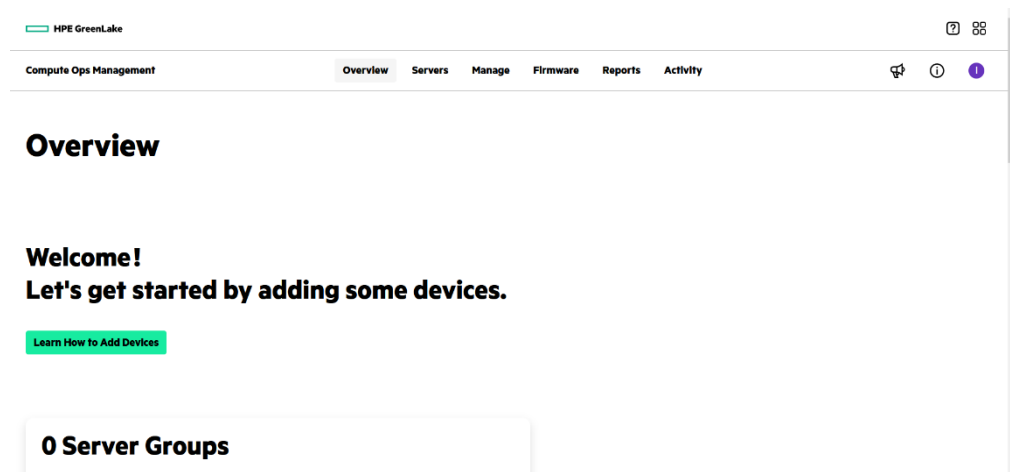 HPE GreenLake
Compute Ops Management Overview Servers Manage Firmware Reports Activity I
Overview
Welcome!
Let's get started by adding some devices.
Learn How to Add Devices
0 Server Groups